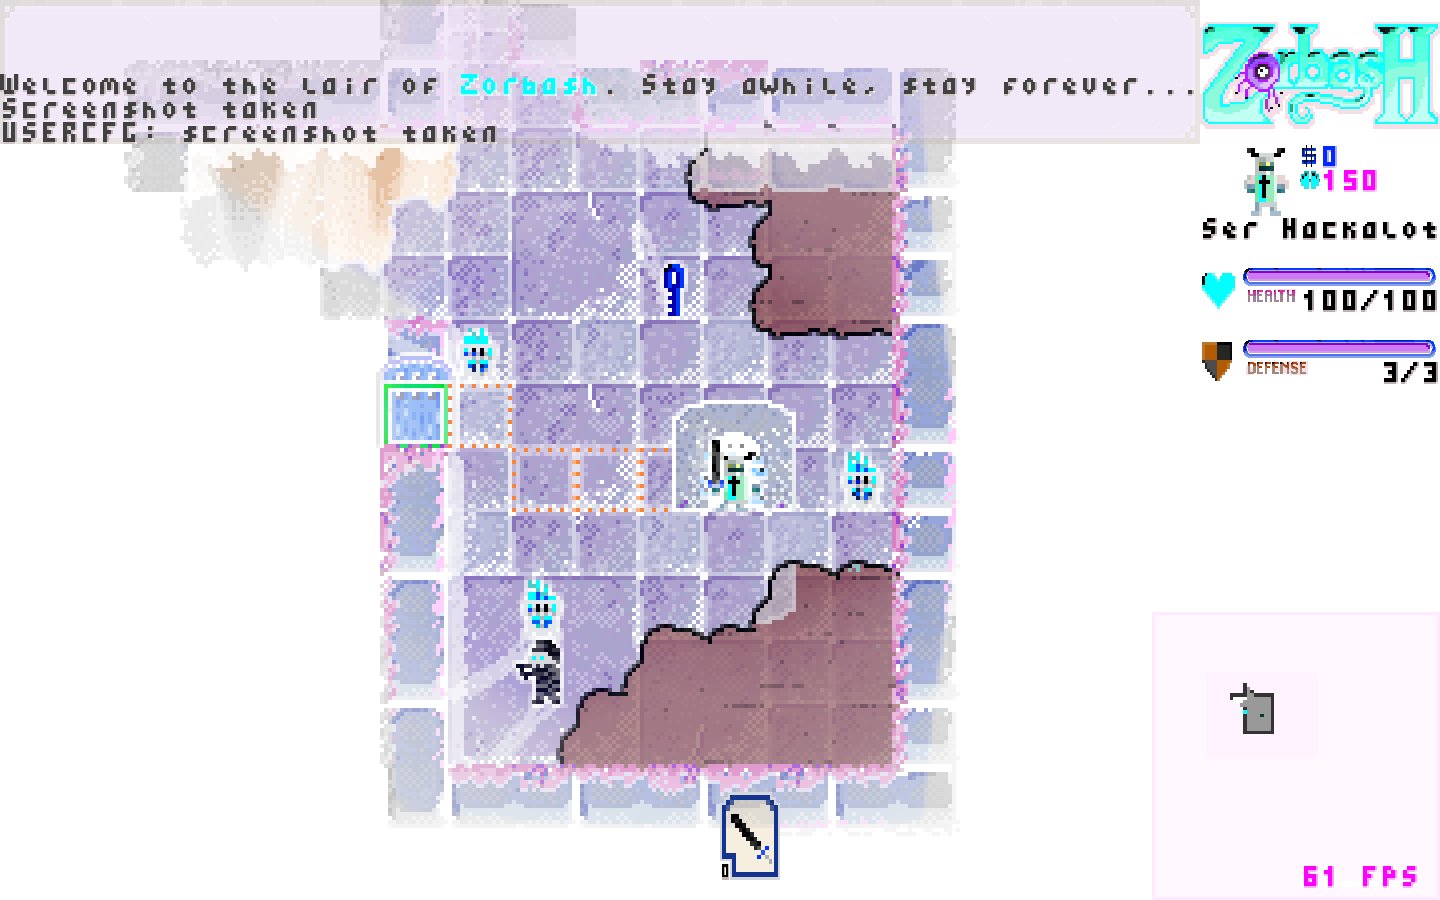 Welcome to the lair of Zorbash. Stay awhile, stay forever...
Screenshot taken
USERCFG: screenshot taken
ZorbasH
$0
150
Ser Hackalot
HEALTH 100/100
DEFENSE 3/3
0
61 FPS